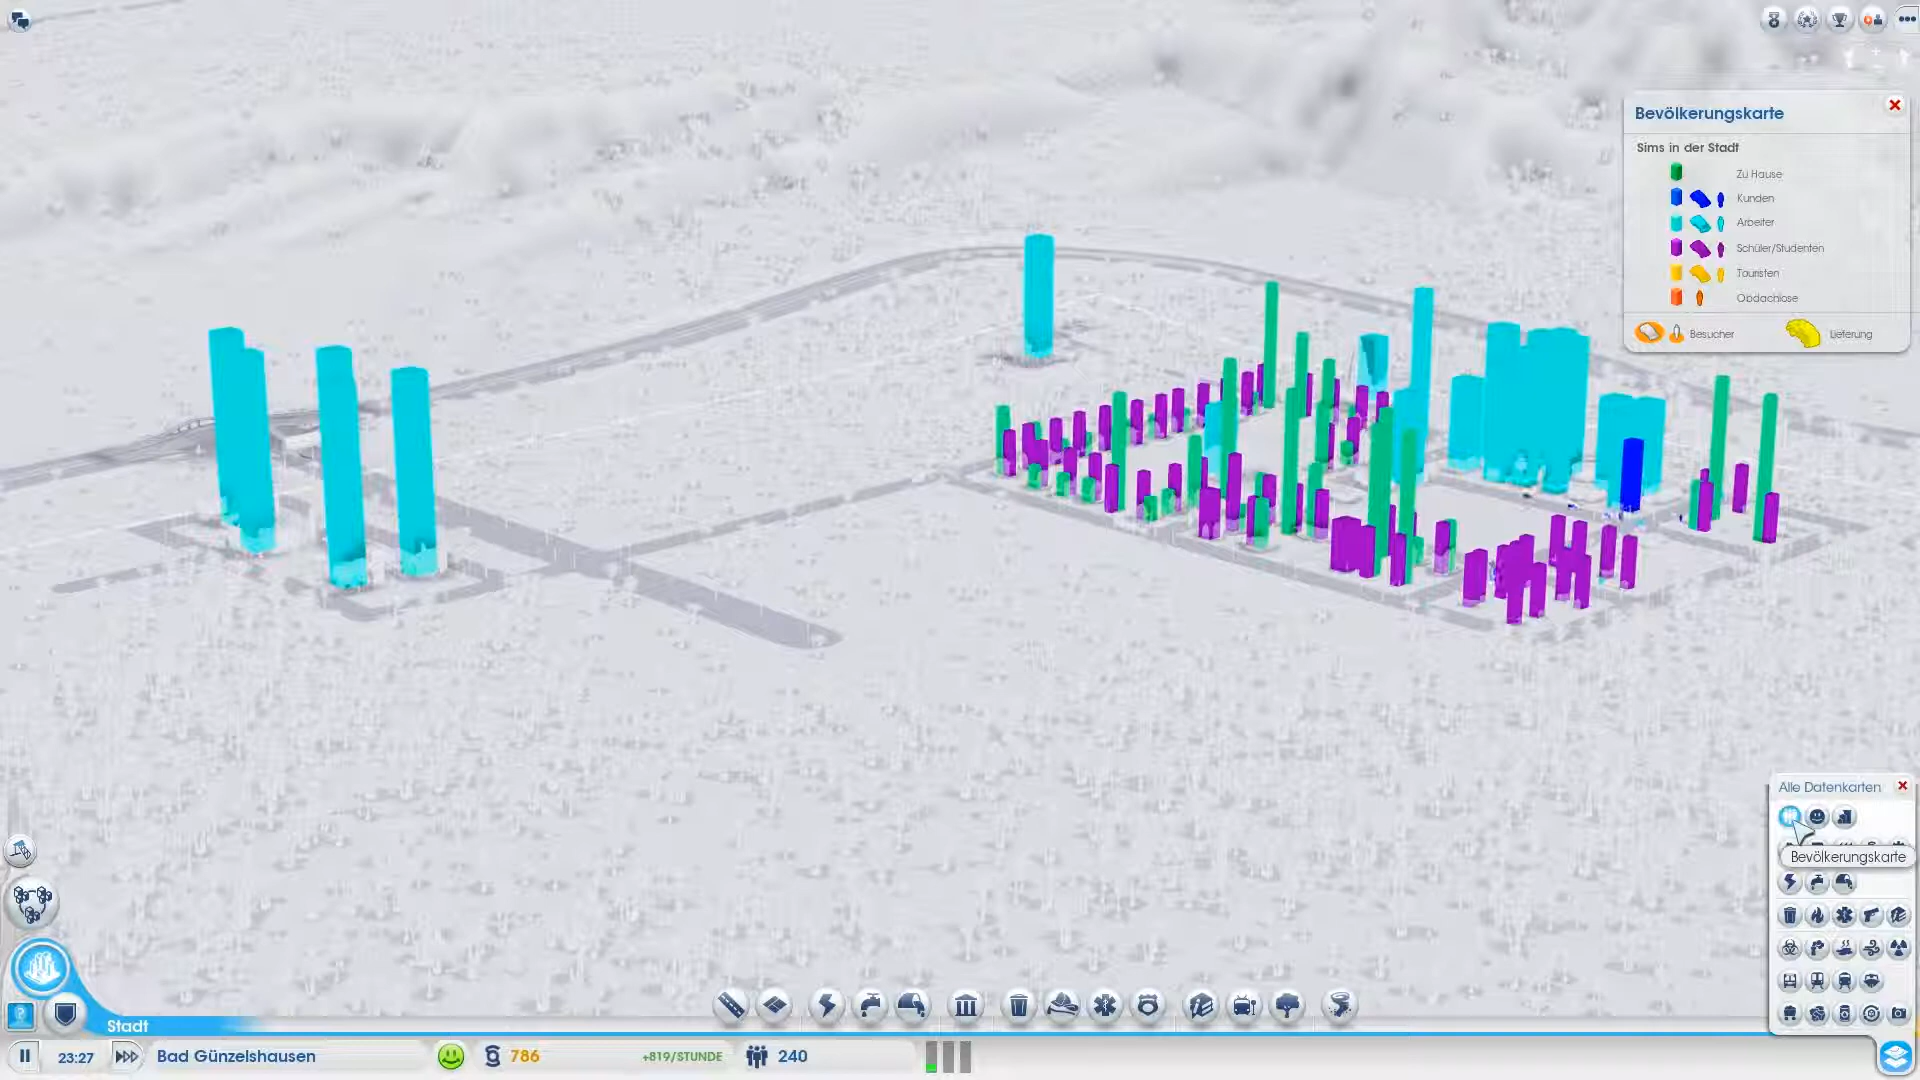 Bevölkerungskarte
Sims in der Stadt
Zu Hause
Kunden
Arbeiter
Schüler/Studenten
Touristen
Obdachlose
Besucher
Lieferung
Alle Datenkarten
Bevölkerungskarte
Stadt
23:27
Bad Günzelshausen
786
+819/STUNDE
240